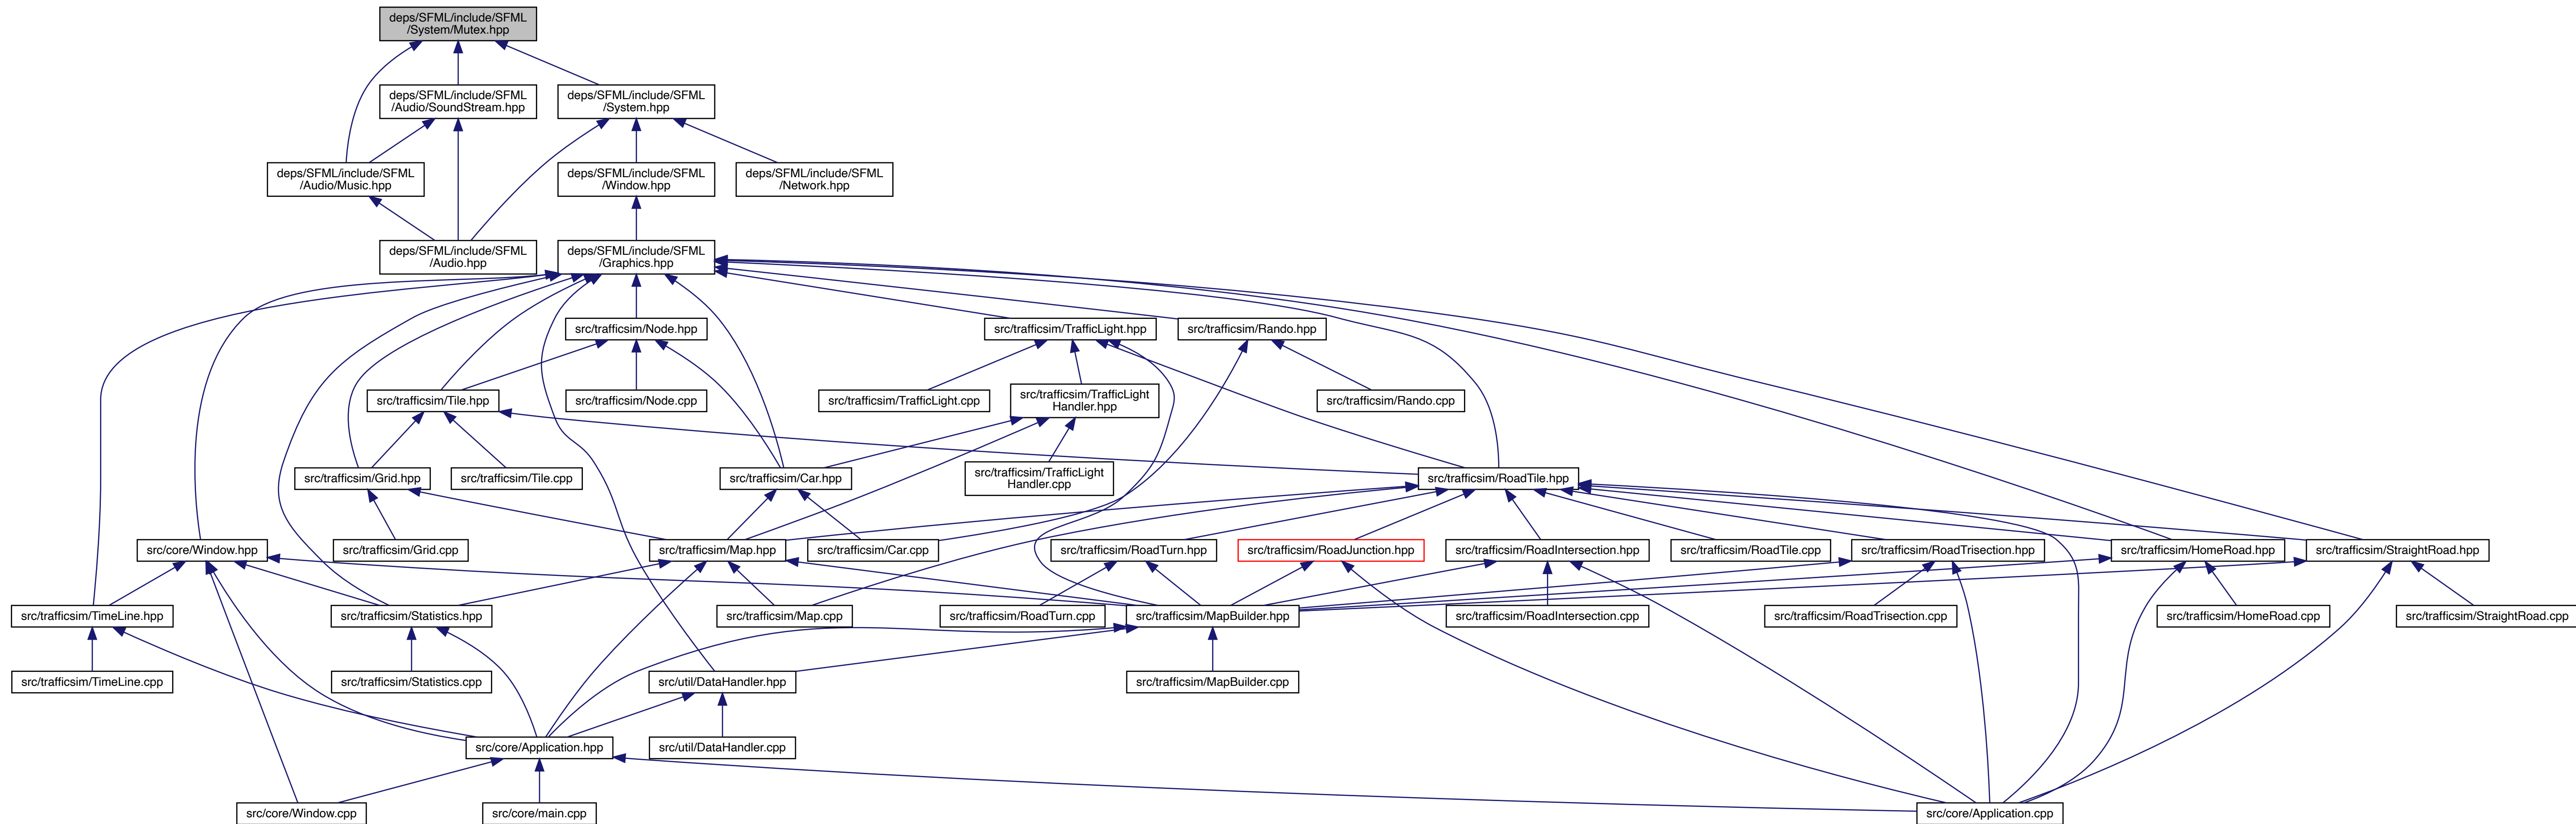 deps/SFML/include/SFML
/System/Mutex.hpp
deps/SFML/include/SFML
/Audio/SoundStream.hpp
deps/SFML/include/SFML
/System.hpp
deps/SFML/include/SFML
/Audio/Music.hpp
deps/SFML/include/SFML
/Window.hpp
deps/SFML/include/SFML
/Network.hpp
deps/SFML/include/SFML
/Audio.hpp
deps/SFML/include/SFML
/Graphics.hpp
src/trafficsim/Node.hpp
src/trafficsim/TrafficLight.hpp
src/trafficsim/Rando.hpp
src/trafficsim/Tile.hpp
src/trafficsim/Node.cpp
src/trafficsim/TrafficLight.cpp
src/trafficsim/TrafficLight
Handler.hpp
src/trafficsim/Rando.cpp
src/trafficsim/Grid.hpp
src/trafficsim/Tile.cpp
src/trafficsim/Car.hpp
src/trafficsim/TrafficLight
Handler.cpp
src/trafficsim/RoadTile.hpp
src/core/Window.hpp
src/trafficsim/Grid.cpp
src/trafficsim/Map.hpp
src/trafficsim/Car.cpp
src/trafficsim/RoadTurn.hpp
src/trafficsim/RoadJunction.hpp
src/trafficsim/RoadIntersection.hpp
src/trafficsim/RoadTile.cpp
src/trafficsim/RoadTrisection.hpp
src/trafficsim/HomeRoad.hpp
src/trafficsim/StraightRoad.hpp
src/trafficsim/TimeLine.hpp
src/trafficsim/Statistics.hpp
src/trafficsim/Map.cpp
src/trafficsim/RoadTurn.cpp
src/trafficsim/MapBuilder.hpp
src/trafficsim/RoadIntersection.cpp
src/trafficsim/RoadTrisection.cpp
src/trafficsim/HomeRoad.cpp
src/trafficsim/StraightRoad.cpp
src/trafficsim/TimeLine.cpp
src/trafficsim/Statistics.cpp
src/util/DataHandler.hpp
src/trafficsim/MapBuilder.cpp
src/core/Application.hpp
src/util/DataHandler.cpp
src/core/Window.cpp
src/core/main.cpp
src/core/Application.cpp